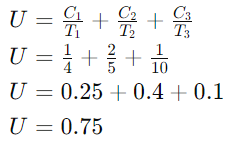 U = C₁/T₁ + C₂/T₂ + C₃/T₃
U = 1/4 + 2/5 + 1/10
U = 0.25 + 0.4 + 0.1
U = 0.75